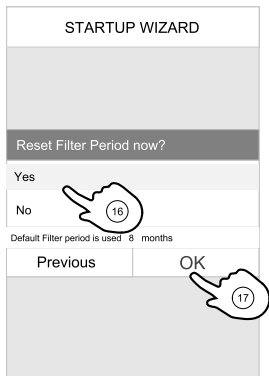 STARTUP WIZARD
Reset Filter Period now?
Yes
No
16
Default Filter period is used 8 months
Previous OK
17